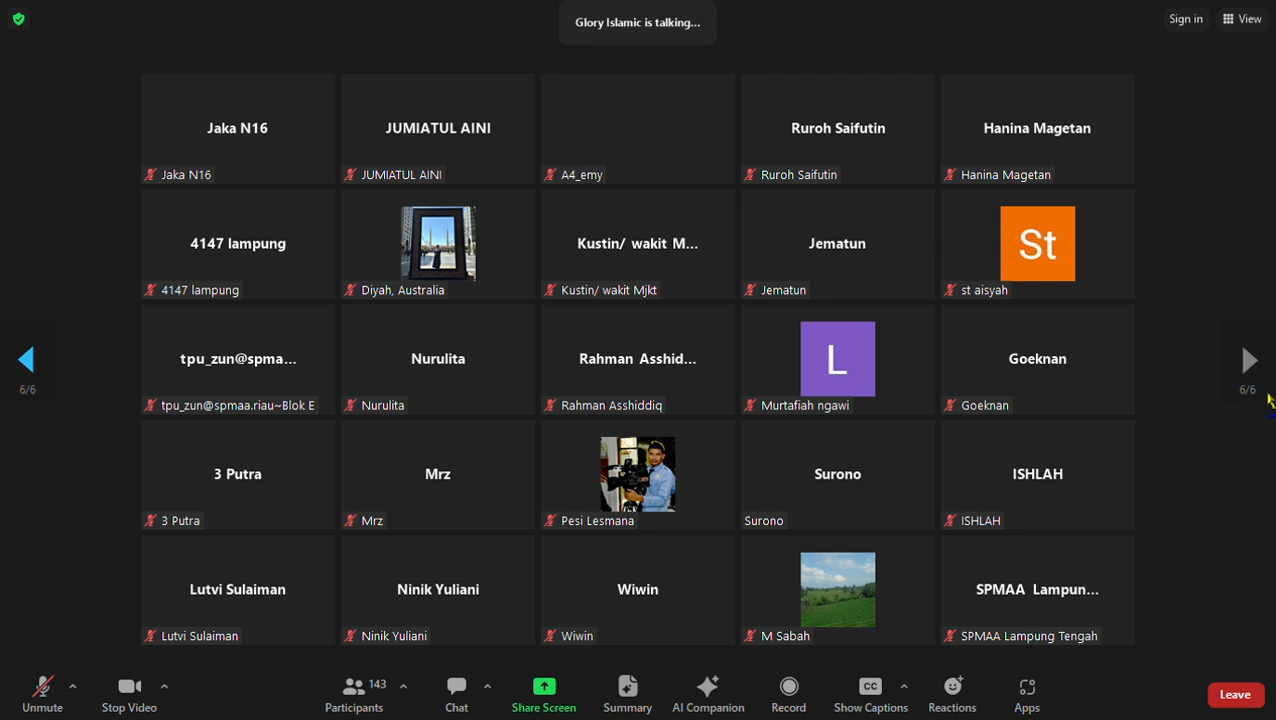 Glory Islamic is talking...
Sign in
View
Jaka N16
JUMIATUL AINI
Ruroh Saifutin
Hanina Magetan
Jaka N16
JUMIATUL AINI
A4_emy
Ruroh Saifutin
Hanina Magetan
4147 lampung
Kustin/ wakit M...
Jematun
St
4147 lampung
Diyah, Australia
Kustin/ wakit Mjkt
Jematun
st aisyah
tpu_zun@spma...
Nurulita
Rahman Asshid...
L
Goeknan
6/6
6/6
tpu_zun@spmaa.riau~Blok E
Nurulita
Rahman Asshiddiq
Murtafiah ngawi
Goeknan
3 Putra
Mrz
Surono
ISHLAH
3 Putra
Mrz
Pesi Lesmana
Surono
ISHLAH
Lutvi Sulaiman
Ninik Yuliani
Wiwin
SPMAA Lampun...
Lutvi Sulaiman
Ninik Yuliani
Wiwin
M Sabah
SPMAA Lampung Tengah
143
CC
Unmute
Stop Video
Participants
Chat
Share Screen
Summary
AI Companion
Record
Show Captions
Reactions
Apps
Leave